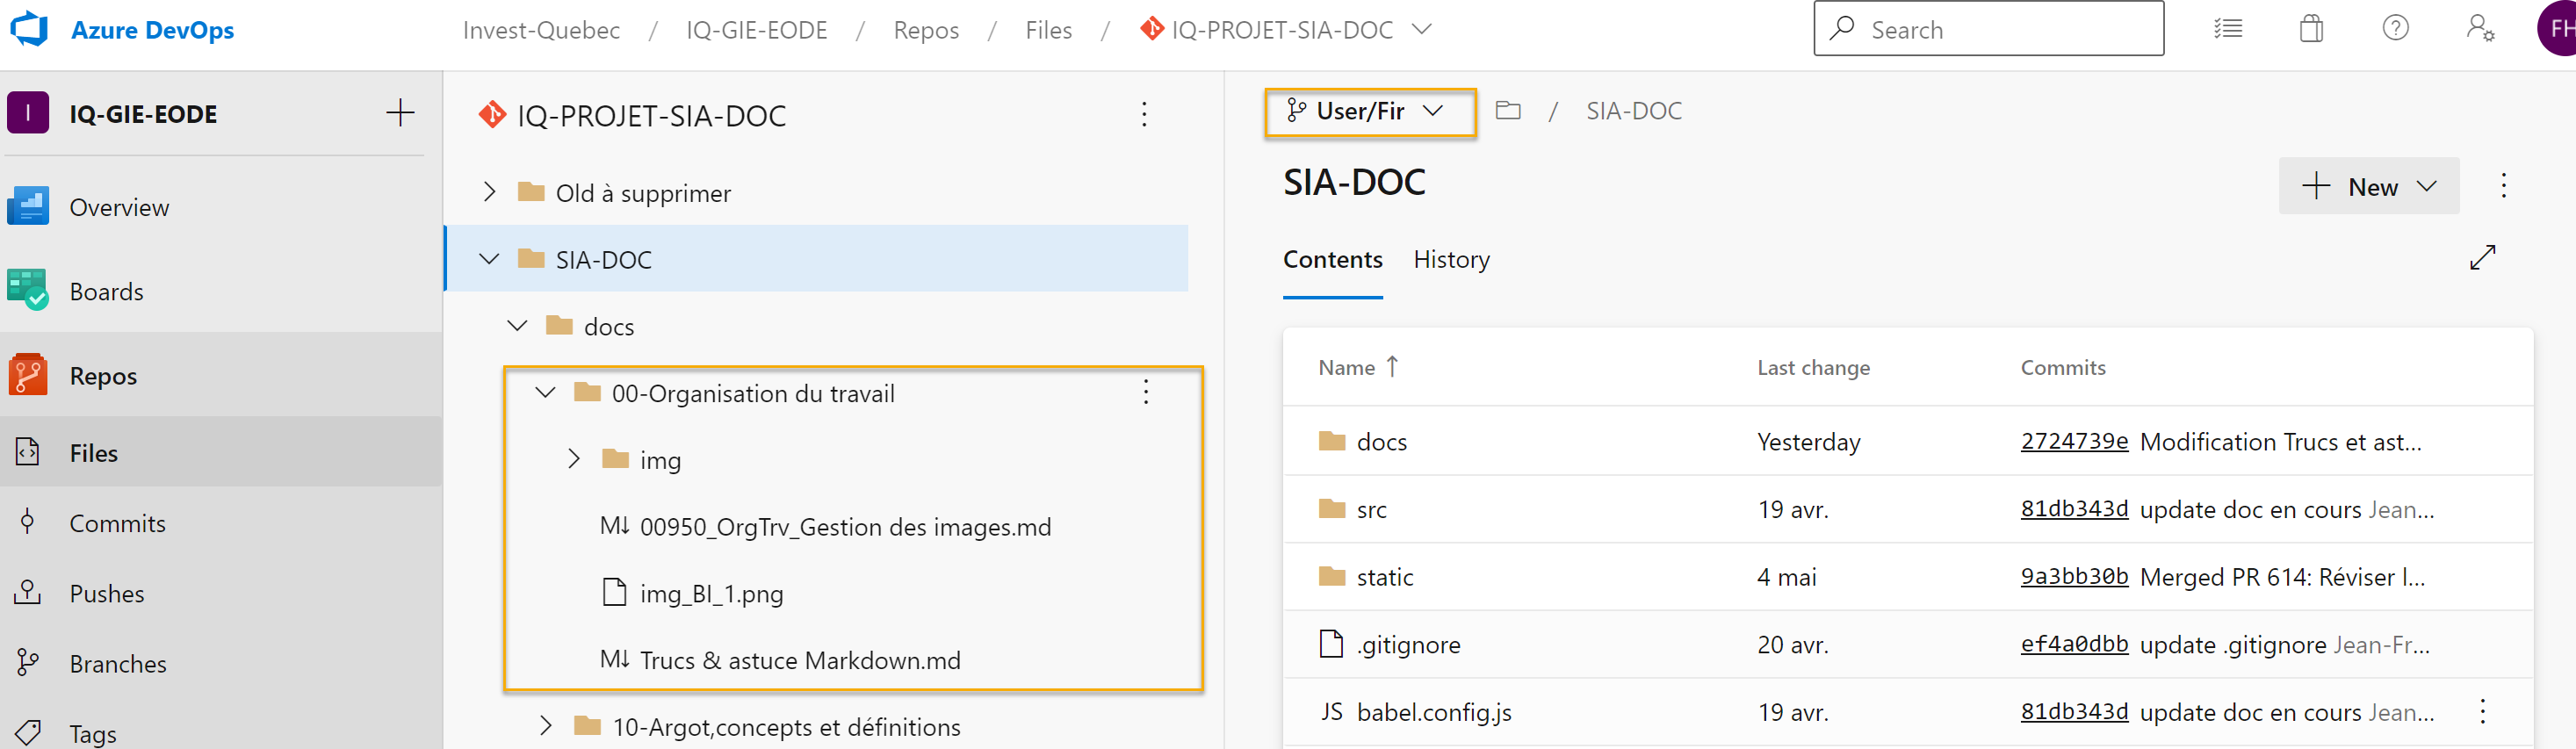 Azure DevOps
Invest-Quebec / IQ-GIE-EODE / Repos / Files / IQ-PROJET-SIA-DOC
Search
FH
I IQ-GIE-EODE
Overview
Boards
Repos
Files
Commits
Pushes
Branches
Tags
IQ-PROJET-SIA-DOC
Old à supprimer
SIA-DOC
docs
00-Organisation du travail
img
M↓ 00950_OrgTrv_Gestion des images.md
img_BI_1.png
M↓ Trucs & astuce Markdown.md
10-Argot,concepts et définitions
User/Fir / SIA-DOC
SIA-DOC
New
Contents History
Name ↑ Last change Commits
docs Yesterday 2724739e Modification Trucs et ast...
src 19 avr. 81db343d update doc en cours Jean...
static 4 mai 9a3bb30b Merged PR 614: Réviser l...
.gitignore 20 avr. ef4a0dbb update .gitignore Jean-Fr...
JS babel.config.js 19 avr. 81db343d update doc en cours Jean...